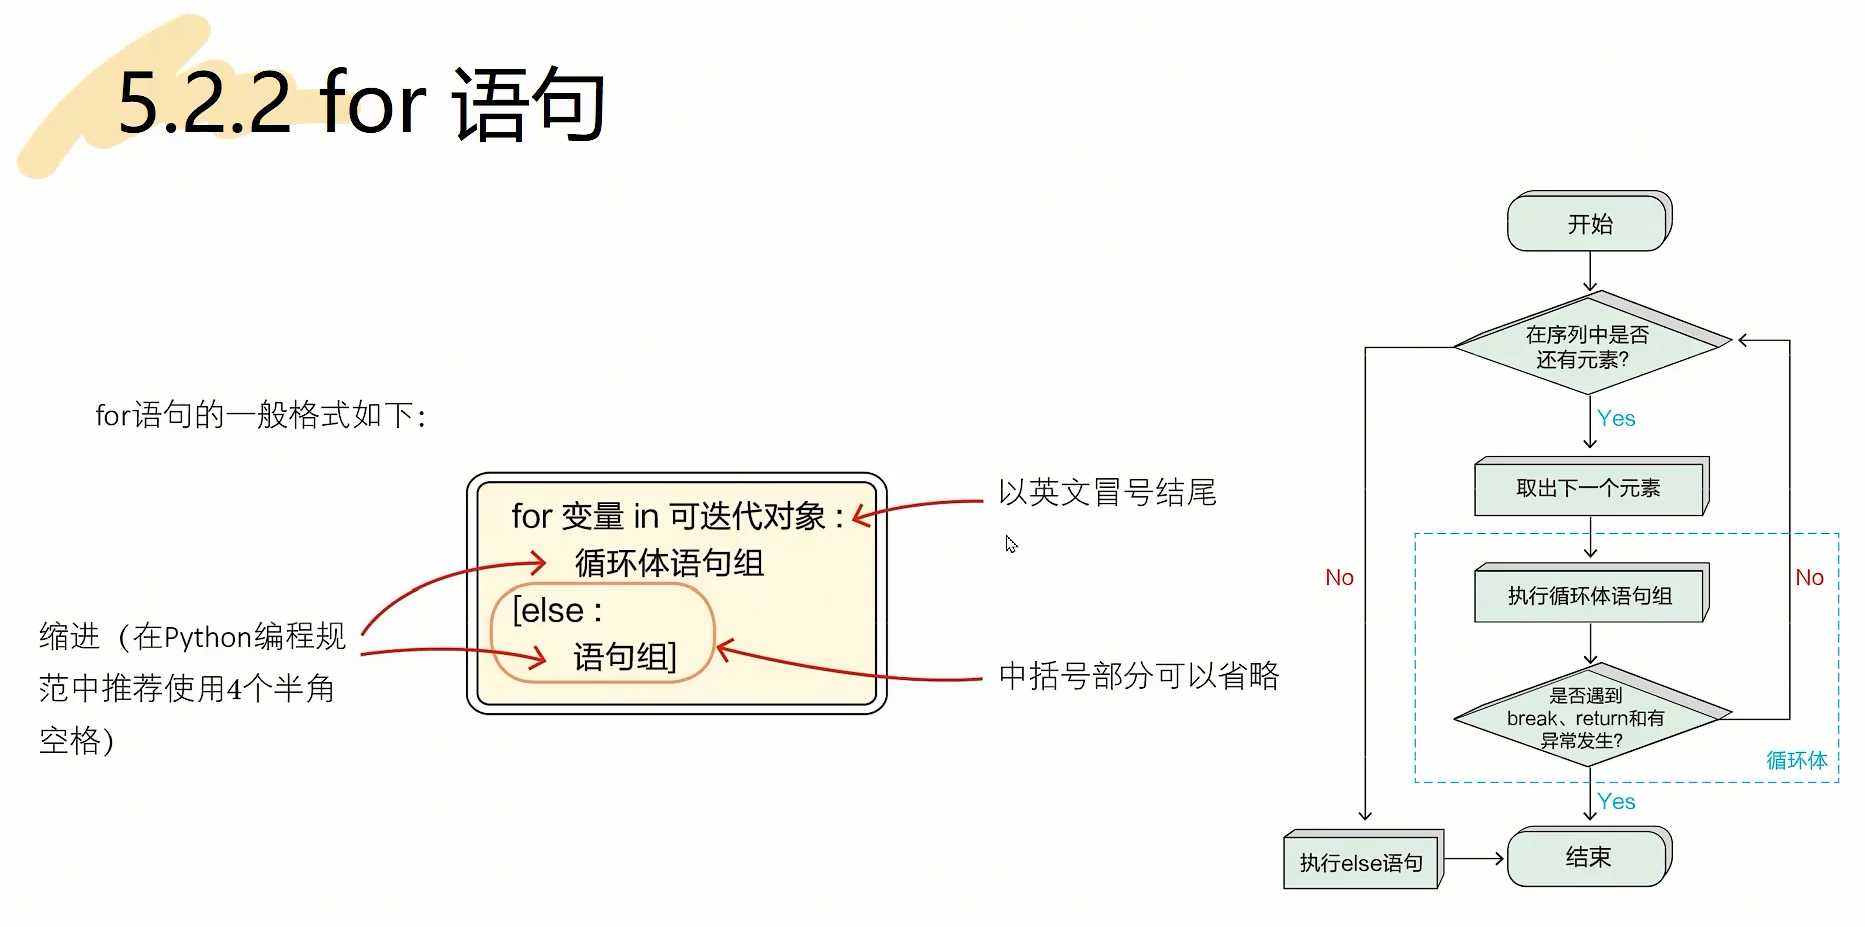 5.2.2 for 语句
for语句的一般格式如下：
for 变量 in 可迭代对象 :
循环体语句组
[else :
语句组]
以英文冒号结尾
缩进（在Python编程规
范中推荐使用4个半角
空格）
中括号部分可以省略
开始
在序列中是否
还有元素?
Yes
取出下一个元素
No
执行循环体语句组
No
是否遇到
break、return和有
异常发生?
循环体
Yes
执行else语句
结束